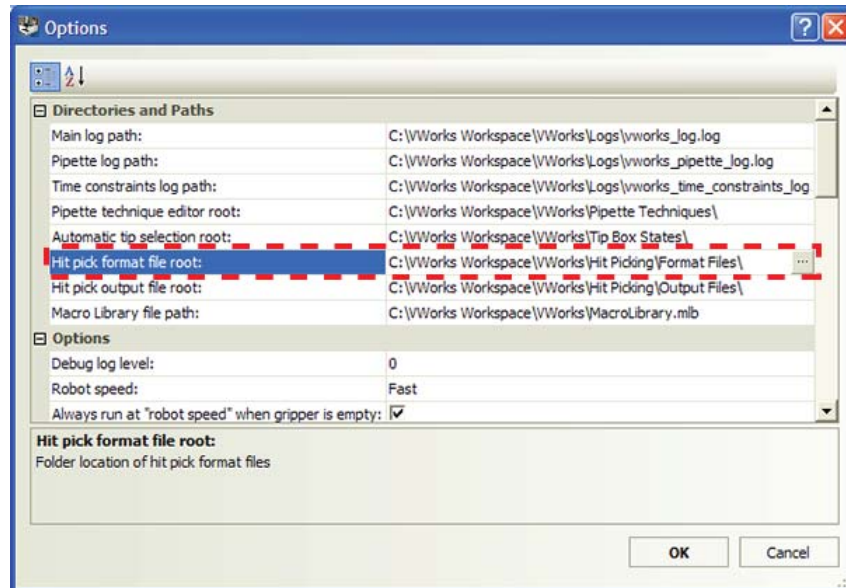 Options
Directories and Paths
Main log path: C:\VWorks Workspace\VWorks\Logs\vworks_log.log
Pipette log path: C:\VWorks Workspace\VWorks\Logs\vworks_pipette_log.log
Time constraints log path: C:\VWorks Workspace\VWorks\Logs\vworks_time_constraints_log
Pipette technique editor root: C:\VWorks Workspace\VWorks\Pipette Techniques\
Automatic tip selection root: C:\VWorks Workspace\VWorks\Tip Box States\
Hit pick format file root: C:\VWorks Workspace\VWorks\Hit Picking\Format Files\ ...
Hit pick output file root: C:\VWorks Workspace\VWorks\Hit Picking\Output Files\
Macro Library file path: C:\VWorks Workspace\VWorks\MacroLibrary.mlb
Options
Debug log level: 0
Robot speed: Fast
Always run at "robot speed" when gripper is empty:
Hit pick format file root:
Folder location of hit pick format files
OK Cancel